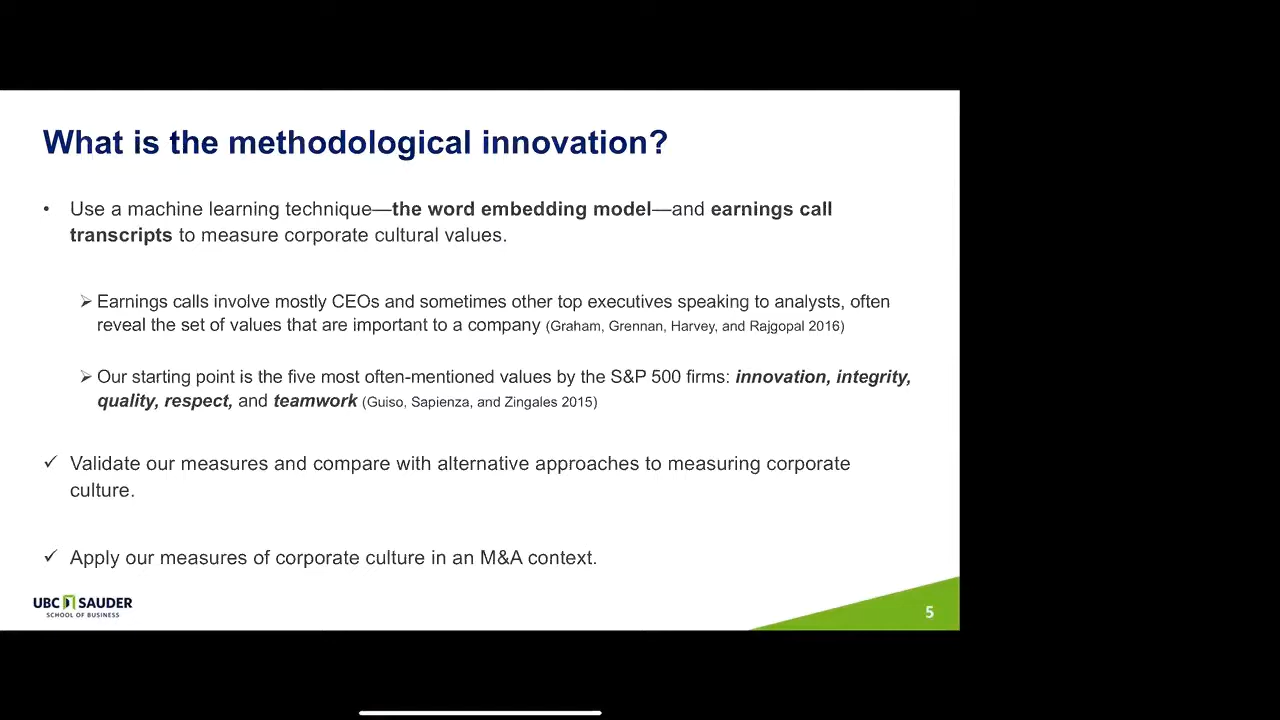 What is the methodological innovation?
• Use a machine learning technique—the word embedding model—and earnings call
transcripts to measure corporate cultural values.
➢ Earnings calls involve mostly CEOs and sometimes other top executives speaking to analysts, often
reveal the set of values that are important to a company (Graham, Grennan, Harvey, and Rajgopal 2016)
➢ Our starting point is the five most often-mentioned values by the S&P 500 firms: innovation, integrity,
quality, respect, and teamwork (Guiso, Sapienza, and Zingales 2015)
✓ Validate our measures and compare with alternative approaches to measuring corporate
culture.
✓ Apply our measures of corporate culture in an M&A context.
UBC SAUDER
SCHOOL OF BUSINESS
5